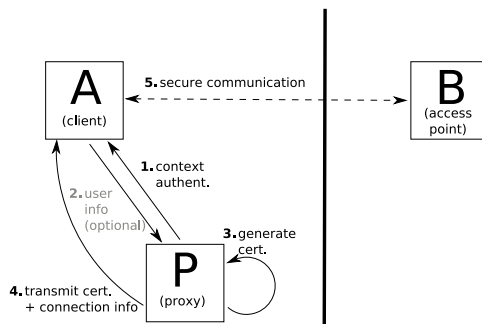 5. secure communication
A
(client)
B
(access
point)
1. context
authent.
2. user
info
(optional)
3. generate
cert.
P
(proxy)
4. transmit cert.
+ connection info